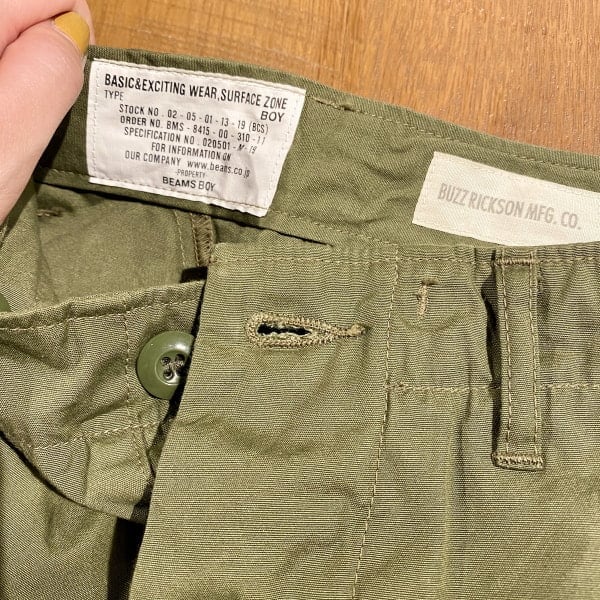 BASIC&EXCITING WEAR,SURFACE ZONE
TYPE BOY
STOCK NO. 02 - 05 - 01 - 13 - 19 (BCS)
ORDER NO. BMS - 8415 - 00 - 310 - 11
SPECIFICATION NO. 020501 - M - 19
FOR INFORMATION ON
OUR COMPANY www.beams.co.jp
-PROPERTY-
BEAMS BOY
BUZZ RICKSON MFG. CO.